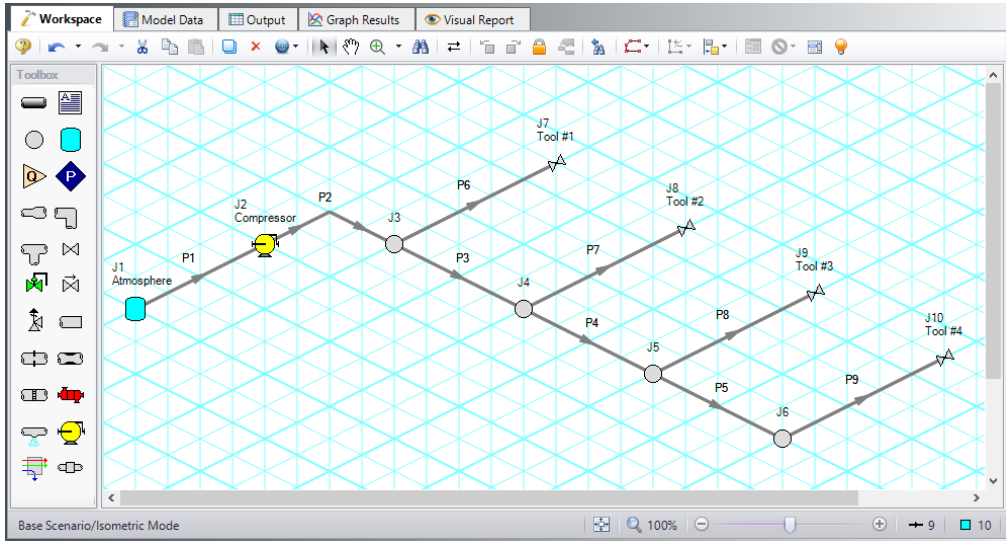 Workspace
Model Data
Output
Graph Results
Visual Report
Toolbox
A
Q
P
J7
Tool #1
P6
J8
Tool #2
J2
Compressor
P2
J3
P7
J9
Tool #3
J1
Atmosphere
P1
P3
J4
P8
J10
Tool #4
P4
J5
P5
P9
J6
Base Scenario/Isometric Mode
100%
9
10